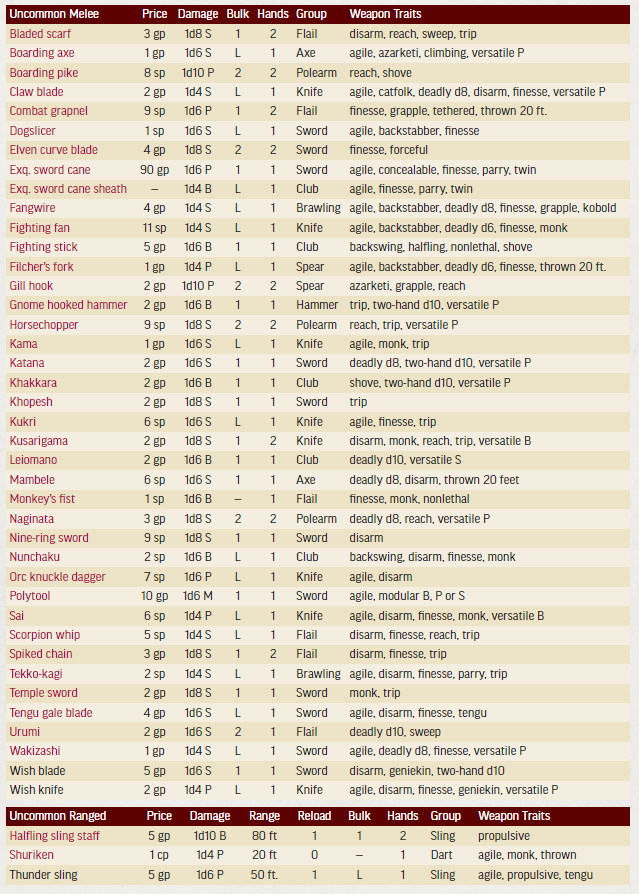 Uncommon Melee Price Damage Bulk Hands Group Weapon Traits
Bladed scarf 3 gp 1d8 S 1 2 Flail disarm, reach, sweep, trip
Boarding axe 1 gp 1d6 S L 1 Axe agile, azarketi, climbing, versatile P
Boarding pike 8 sp 1d10 P 2 2 Polearm reach, shove
Claw blade 2 gp 1d4 S L 1 Knife agile, catfolk, deadly d8, disarm, finesse, versatile P
Combat grapnel 9 sp 1d6 P 1 2 Flail finesse, grapple, tethered, thrown 20 ft.
Dogslicer 1 sp 1d6 S L 1 Sword agile, backstabber, finesse
Elven curve blade 4 gp 1d8 S 2 2 Sword finesse, forceful
Exq. sword cane 90 gp 1d6 P 1 1 Sword agile, concealable, finesse, parry, twin
Exq. sword cane sheath – 1d4 B L 1 Club agile, finesse, parry, twin
Fangwire 4 gp 1d4 S L 1 Brawling agile, backstabber, deadly d8, finesse, grapple, kobold
Fighting fan 11 sp 1d4 S L 1 Knife agile, backstabber, deadly d6, finesse, monk
Fighting stick 5 gp 1d6 B 1 1 Club backswing, halfling, nonlethal, shove
Filcher's fork 1 gp 1d4 P L 1 Spear agile, backstabber, deadly d6, finesse, thrown 20 ft.
Gill hook 2 gp 1d10 P 2 2 Spear azarketi, grapple, reach
Gnome hooked hammer 2 gp 1d6 B 1 1 Hammer trip, two-hand d10, versatile P
Horsechopper 9 sp 1d8 S 2 2 Polearm reach, trip, versatile P
Kama 1 gp 1d6 S L 1 Knife agile, monk, trip
Katana 2 gp 1d6 S 1 1 Sword deadly d8, two-hand d10, versatile P
Khakkara 2 gp 1d6 B 1 1 Club shove, two-hand d10, versatile P
Khopesh 2 gp 1d8 S 1 1 Sword trip
Kukri 6 sp 1d6 S L 1 Knife agile, finesse, trip
Kusarigama 2 gp 1d8 S 1 2 Knife disarm, monk, reach, trip, versatile B
Leiomano 2 gp 1d6 B 1 1 Club deadly d10, versatile S
Mambele 6 sp 1d6 S 1 1 Axe deadly d8, disarm, thrown 20 feet
Monkey's fist 1 sp 1d6 B – 1 Flail finesse, monk, nonlethal
Naginata 3 gp 1d8 S 2 2 Polearm deadly d8, reach, versatile P
Nine-ring sword 9 sp 1d8 S 1 1 Sword disarm
Nunchaku 2 sp 1d6 B L 1 Club backswing, disarm, finesse, monk
Orc knuckle dagger 7 sp 1d6 P L 1 Knife agile, disarm
Polytool 10 gp 1d6 M 1 1 Sword agile, modular B, P or S
Sai 6 sp 1d4 P L 1 Knife agile, disarm, finesse, monk, versatile B
Scorpion whip 5 sp 1d4 S L 1 Flail disarm, finesse, reach, trip
Spiked chain 3 gp 1d8 S 1 2 Flail disarm, finesse, trip
Tekko-kagi 2 sp 1d4 S L 1 Brawling agile, disarm, finesse, parry, trip
Temple sword 2 gp 1d8 S 1 1 Sword monk, trip
Tengu gale blade 4 gp 1d6 S L 1 Sword agile, disarm, finesse, tengu
Urumi 2 gp 1d6 S 2 1 Flail deadly d10, sweep
Wakizashi 1 gp 1d4 S L 1 Sword agile, deadly d8, finesse, versatile P
Wish blade 5 gp 1d6 S 1 1 Sword disarm, geniekin, two-hand d10
Wish knife 2 gp 1d4 P L 1 Knife agile, disarm, finesse, geniekin, versatile P
Uncommon Ranged Price Damage Range Reload Bulk Hands Group Weapon Traits
Halfling sling staff 5 gp 1d10 B 80 ft 1 1 2 Sling propulsive
Shuriken 1 cp 1d4 P 20 ft 0 – 1 Dart agile, monk, thrown
Thunder sling 5 gp 1d6 P 50 ft. 1 L 1 Sling agile, propulsive, tengu